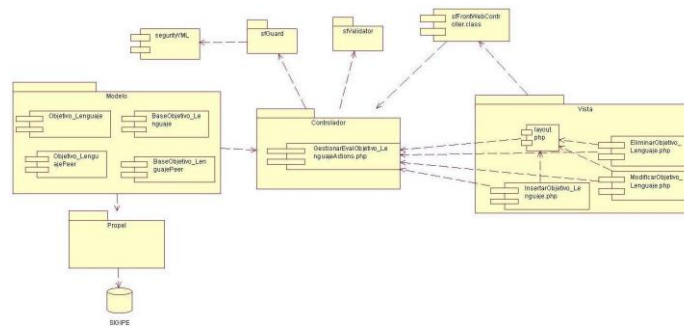 segurityYML
sfGuard
sfValidator
sfFrontWebContr
oller.class
Modelo
Objetivo_Lenguaje
BaseObjetivo_Le
nguaje
Objetivo_Lengu
ajePeer
BaseObjetivo_Len
guajePeer
Controlador
GestionarEvalObjetivo_Le
nguajeActions.php
Vista
layout.
php
EliminarObjetivo_
Lenguaje.php
ModificarObjetivo_
Lenguaje.php
InsertarObjetivo_Le
nguaje.php
Propel
SIGIPE